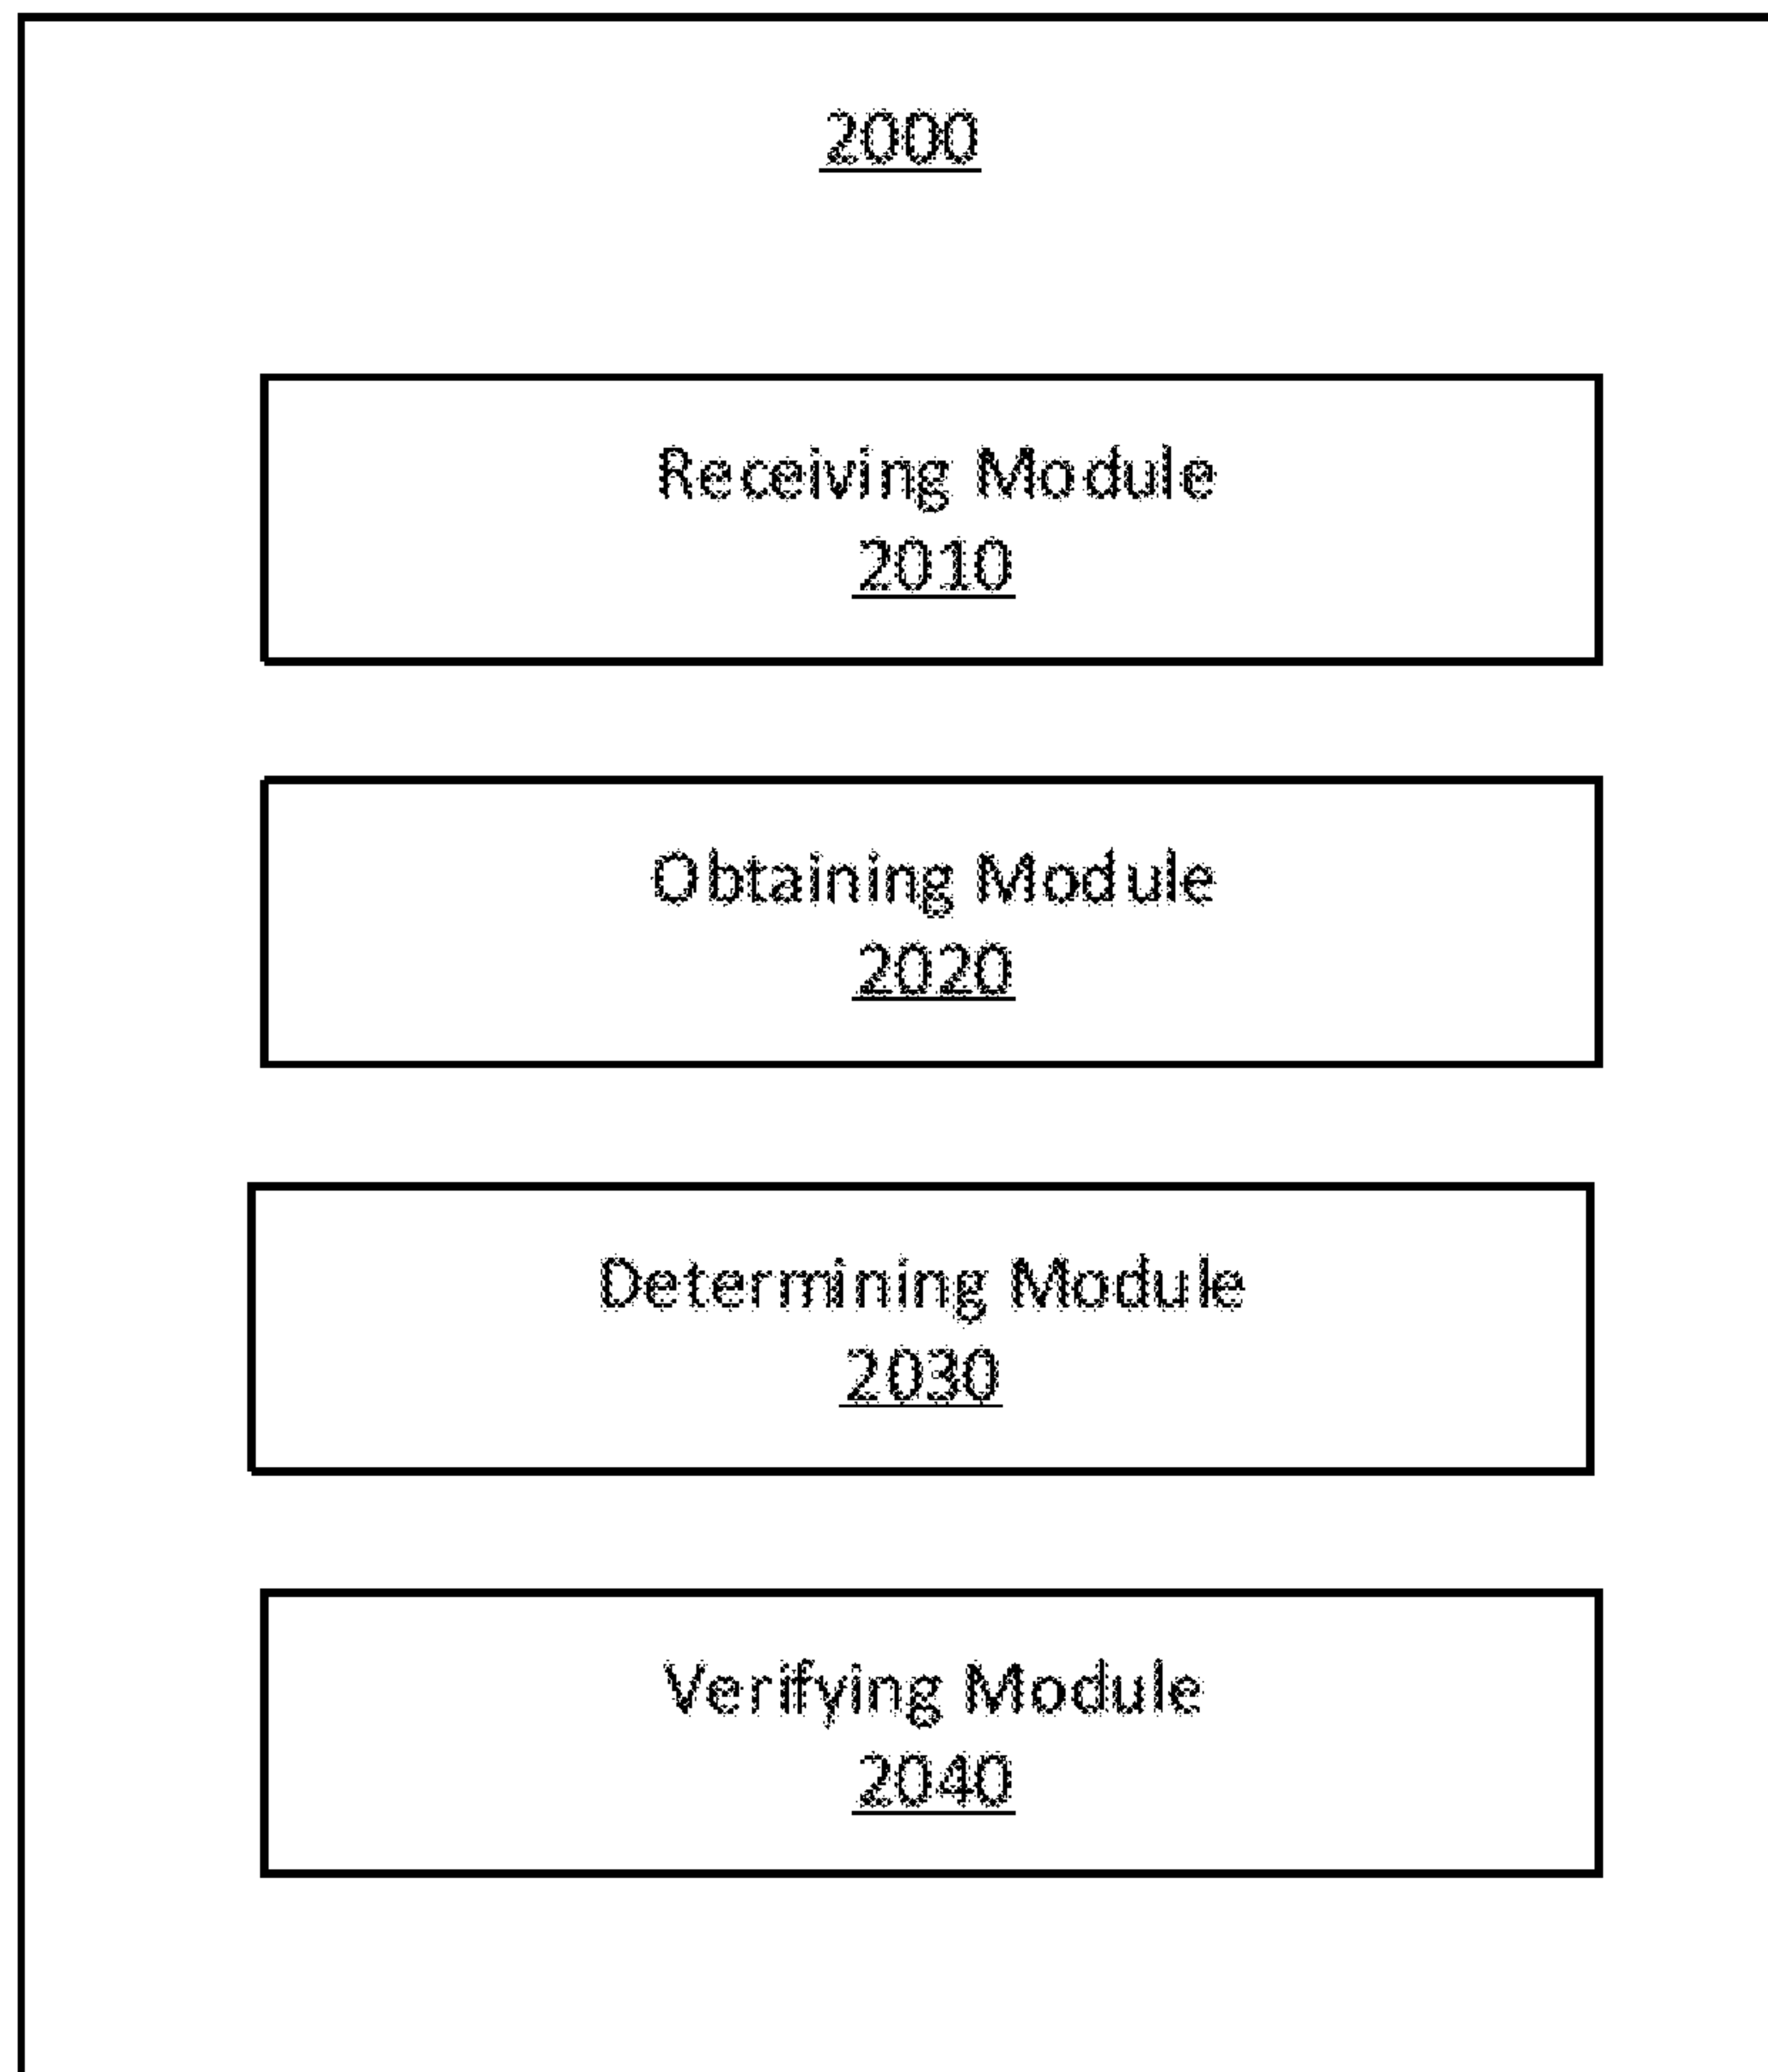 2000
Receiving Module
2010
Obtaining Module
2020
Determining Module
2030
Verifying Module
2040